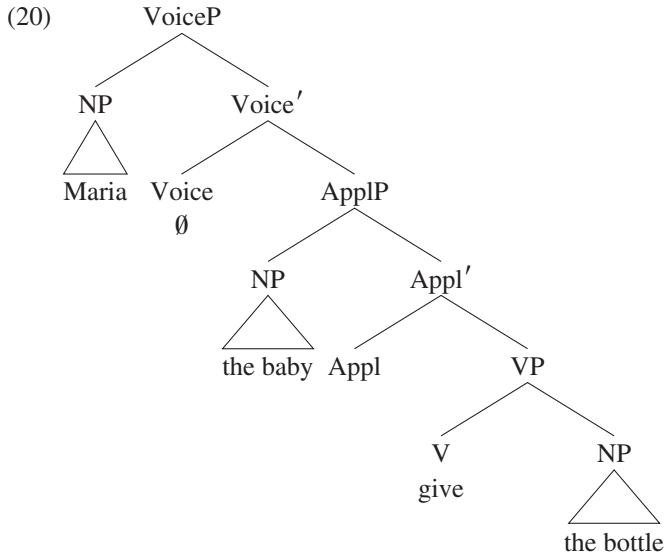 (20) VoiceP
NP Voice′
Maria Voice ApplP
∅
NP Appl′
the baby Appl VP
V NP
give
the bottle